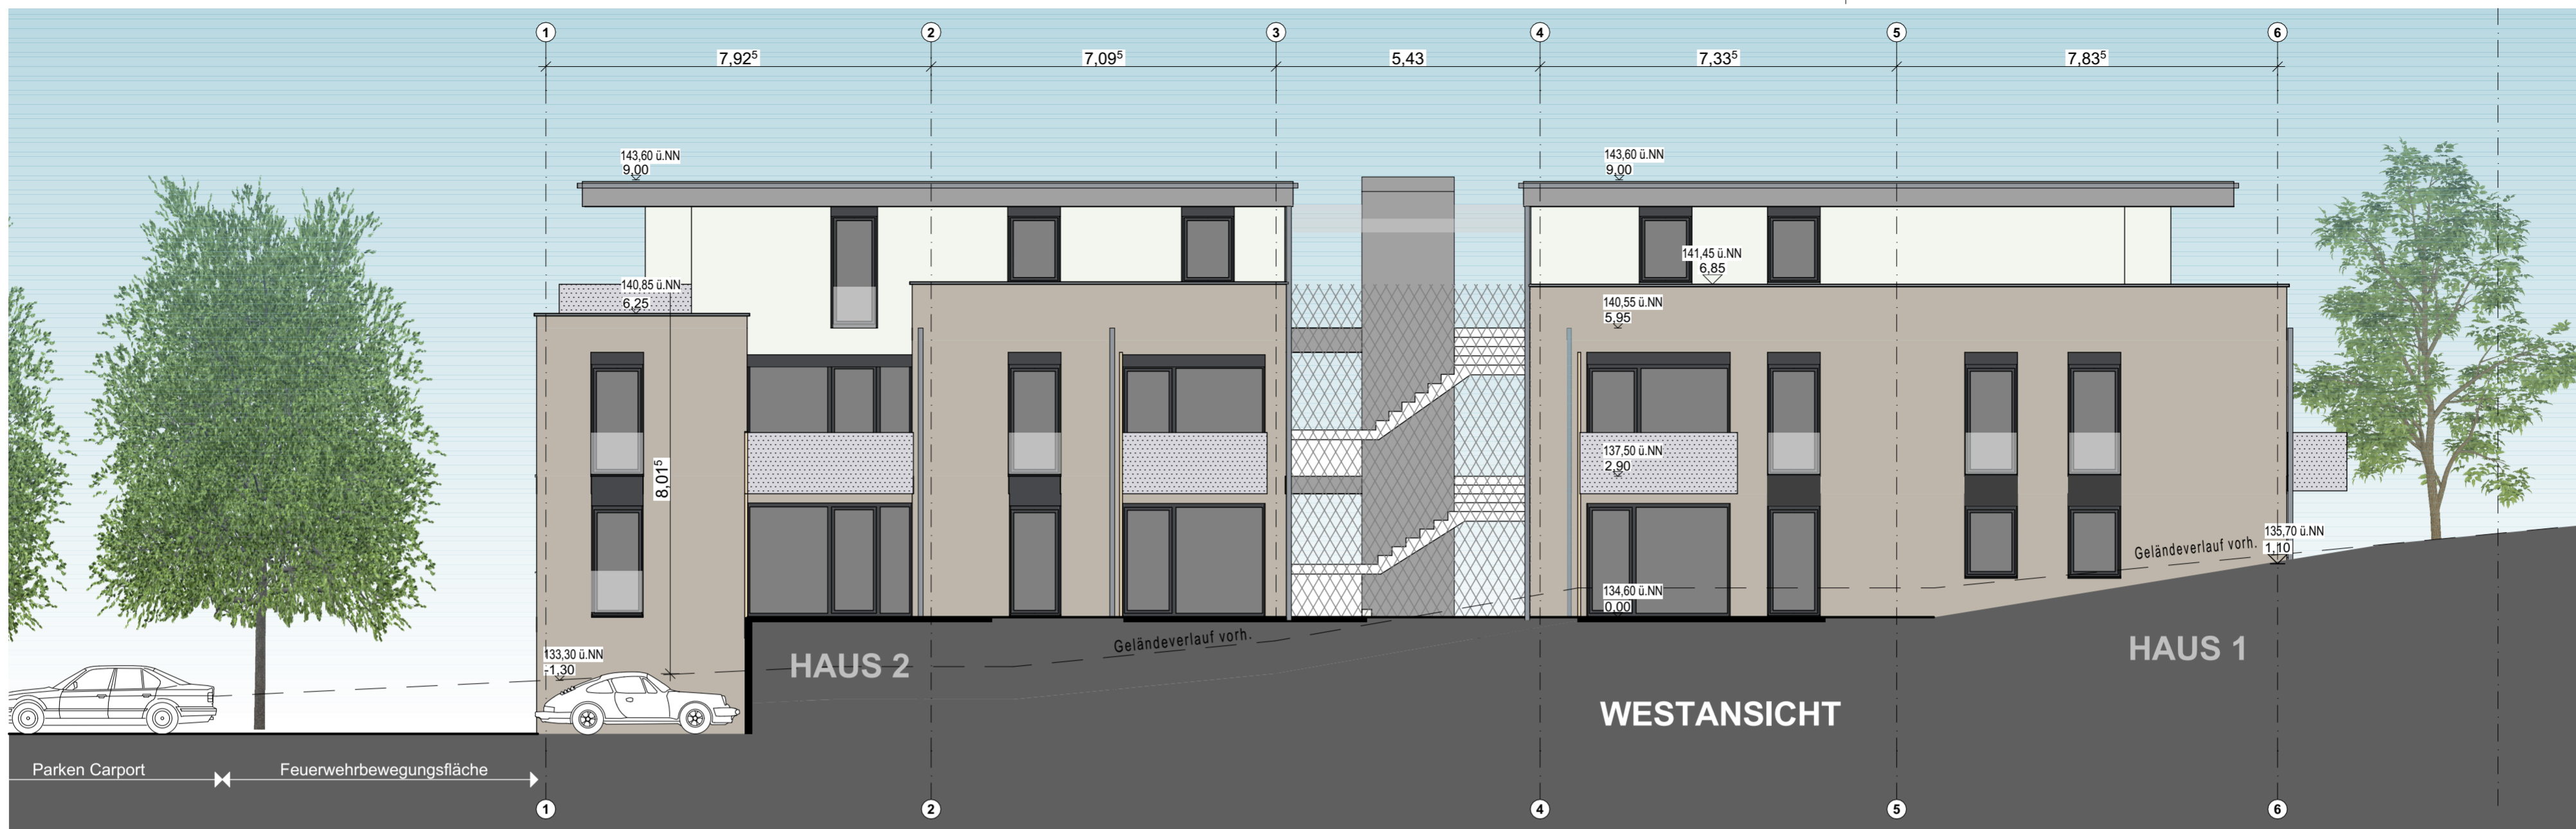 1 2 3 4 5 6
7,92⁵ 7,09⁵ 5,43 7,33⁵ 7,83⁵
143,60 ü.NN
9,00
143,60 ü.NN
9,00
141,45 ü.NN
6,85
140,85 ü.NN
6,25
140,55 ü.NN
5,95
8,01⁵
137,50 ü.NN
2,90
135,70 ü.NN
1,10
Geländeverlauf vorh.
134,60 ü.NN
0,00
Geländeverlauf vorh.
133,30 ü.NN
-1,30
HAUS 2
HAUS 1
WESTANSICHT
Parken Carport
Feuerwehrbewegungsfläche
1 2 4 5 6